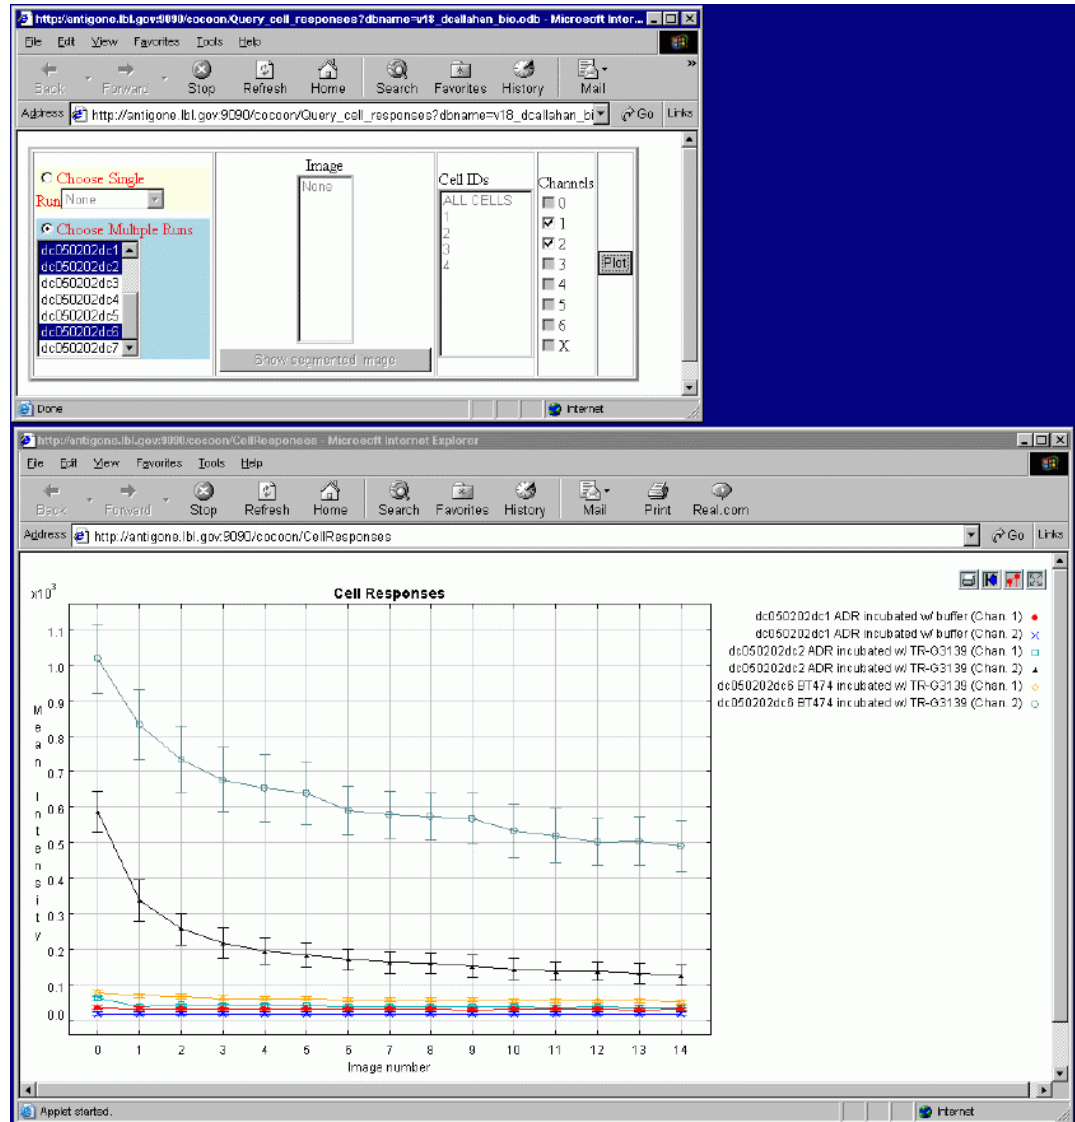 http://antigone.lbl.gov:9090/cocoon/Query_cell_responses?dbname=v18_dcallahan_bio.odb - Microsoft Inter...
File Edit View Favorites Tools Help
Back Forward Stop Refresh Home Search Favorites History Mail »
Address http://antigone.lbl.gov:9090/cocoon/Query_cell_responses?dbname=v18_dcallahan_bi Go Links
Choose Single
Run None
Choose Multiple Runs
dc050202dc1
dc050202dc2
dc050202dc3
dc050202dc4
dc050202dc5
dc050202dc6
dc050202dc7
Image
None
Show segmented image
Cell IDs
ALL CELLS
1
2
3
4
Channels
0
1
2
3
4
5
6
X
Plot
Done Internet
http://antigone.lbl.gov:9090/cocoon/CellResponses - Microsoft Internet Explorer
File Edit View Favorites Tools Help
Back Forward Stop Refresh Home Search Favorites History Mail Print Real.com
Address http://antigone.lbl.gov:9090/cocoon/CellResponses Go Links
x10³
Cell Responses
dc050202dc1 ADR incubated w/ buffer (Chan. 1)
dc050202dc1 ADR incubated w/ buffer (Chan. 2)
dc050202dc2 ADR incubated w/ TR-G3139 (Chan. 1)
dc050202dc2 ADR incubated w/ TR-G3139 (Chan. 2)
dc050202dc6 BT474 incubated w/ TR-G3139 (Chan. 1)
dc050202dc6 BT474 incubated w/ TR-G3139 (Chan. 2)
Mean Intensity
1.1
1.0
0.9
0.8
0.7
0.6
0.5
0.4
0.3
0.2
0.1
0.0
0 1 2 3 4 5 6 7 8 9 10 11 12 13 14
Image number
Applet started. Internet